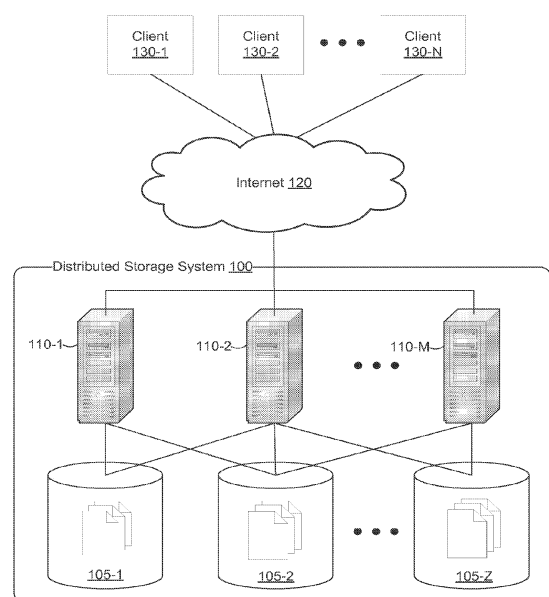 Client
130-1
Client
130-2
Client
130-N
Internet 120
Distributed Storage System 100
110-1
110-2
110-M
105-1
105-2
105-Z